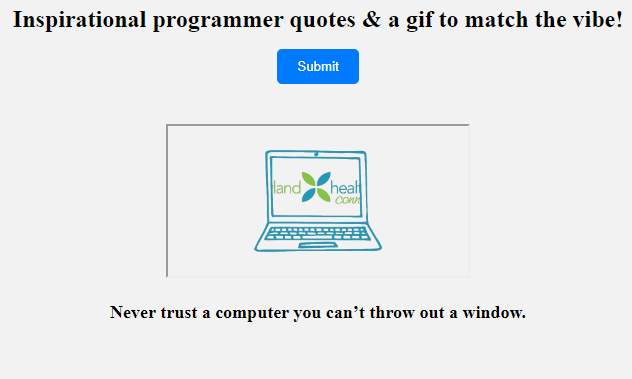 Inspirational programmer quotes & a gif to match the vibe!
Submit
land healt
conn
Never trust a computer you can’t throw out a window.